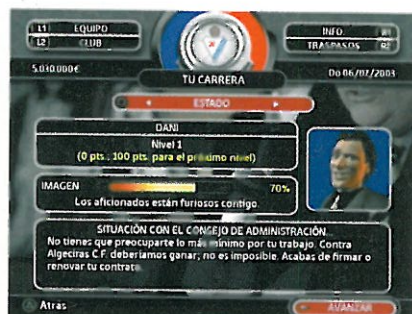 L1 EQUIPO
L2 CLUB
INFO. R1
TRASPASOS R2
5.030.000€
Do 06/07/2003
TU CARRERA
ESTADO
DANI
Nivel 1
(0 pts., 100 pts. para el próximo nivel)
IMAGEN 70%
Los aficionados están furiosos contigo.
SITUACIÓN CON EL CONSEJO DE ADMINISTRACIÓN
No tienes que preocuparte lo más mínimo por tu trabajo. Contra
Algeciras C.F. deberíamos ganar; no es imposible. Acabas de firmar o
renovar tu contrato.
Atras
AVANZAR